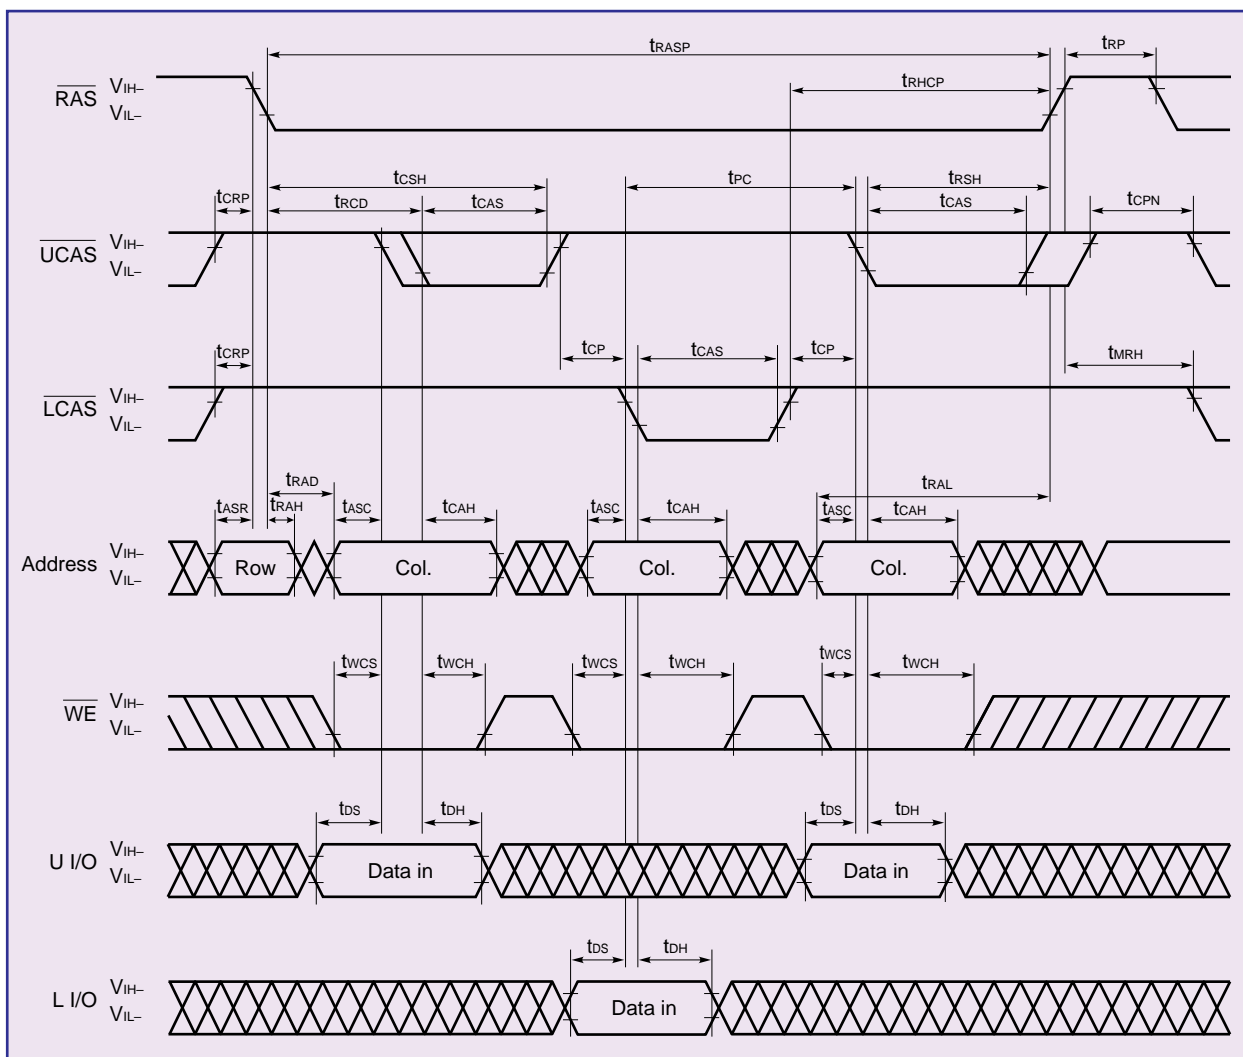 tRASP tRP
RAS VIH–
VIL–
tRHCP
tCSH tPC tRSH
tCRP tRCD tCAS tCAS tCPN
UCAS VIH–
VIL–
tCRP tCP tCAS tCP tMRH
LCAS VIH–
VIL–
tRAD tRAL
tASR tRAH tASC tCAH tASC tCAH tASC tCAH
Address VIH–
VIL–
Row Col. Col. Col.
tWCS tWCH tWCS tWCH tWCS tWCH
WE VIH–
VIL–
tDS tDH tDS tDH
U I/O VIH–
VIL–
Data in Data in
tDS tDH
L I/O VIH–
VIL–
Data in